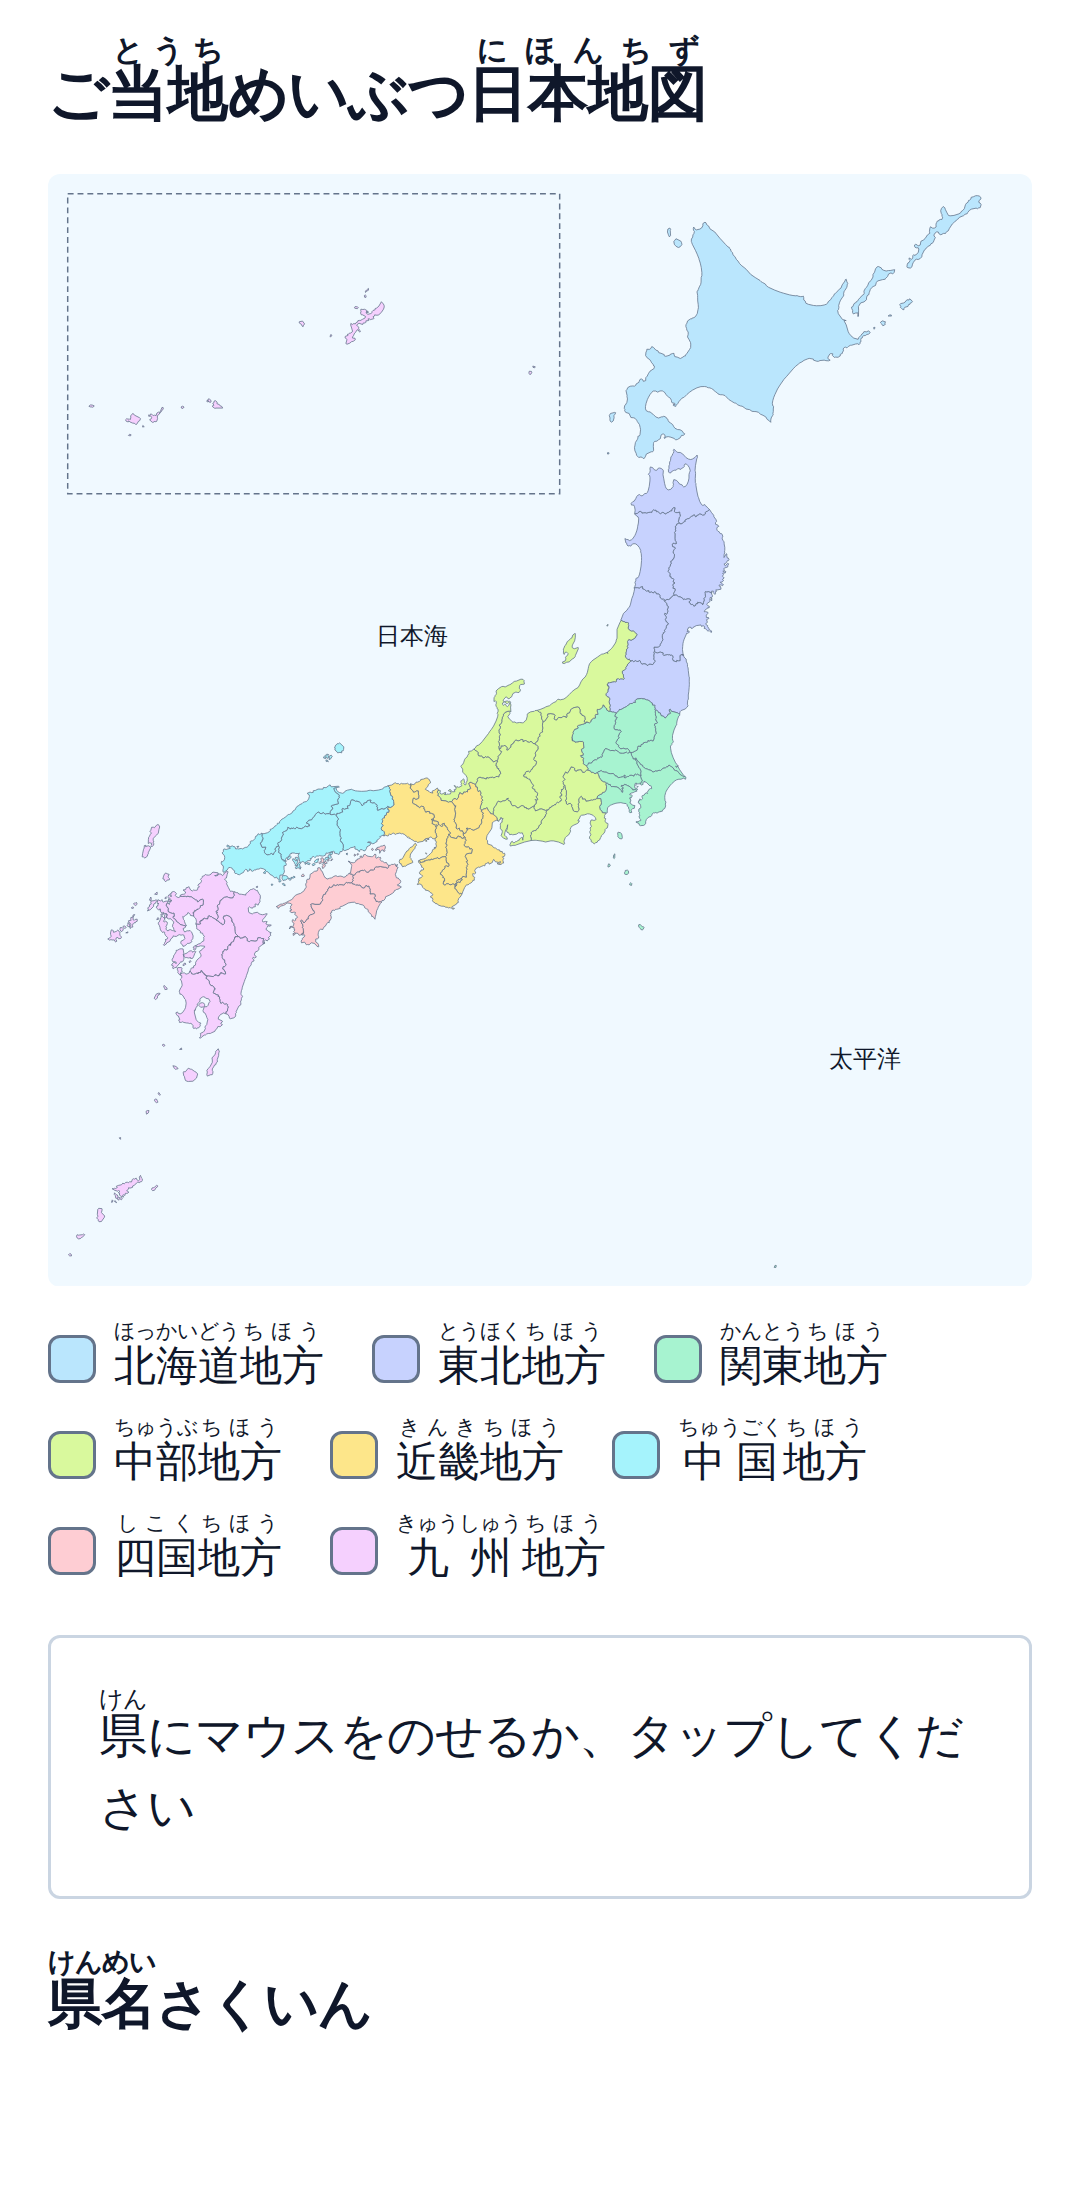 とうち にほんちず
ご当地めいぶつ日本地図
日本海
太平洋
ほっかいどうちほう とうほくちほう かんとうちほう
北海道地方 東北地方 関東地方
ちゅうぶちほう きんきちほう ちゅうごくちほう
中部地方 近畿地方 中国地方
しこくちほう きゅうしゅうちほう
四国地方 九州地方
けん
県にマウスをのせるか、タップしてくだ
さい
けんめい
県名さくいん